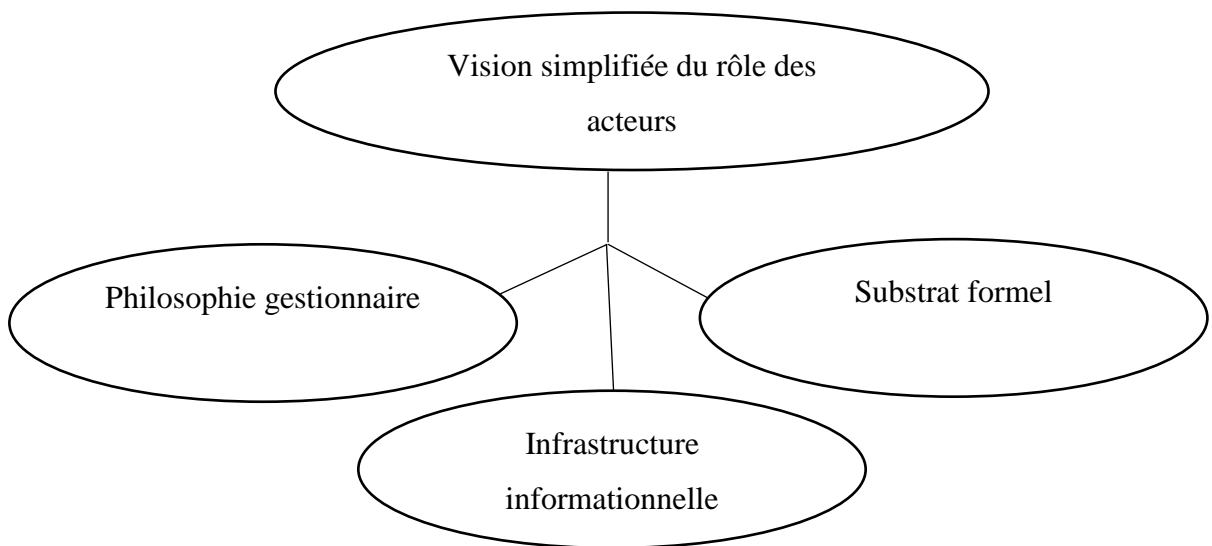 Vision simplifiée du rôle des
acteurs
Philosophie gestionnaire
Substrat formel
Infrastructure
informationnelle